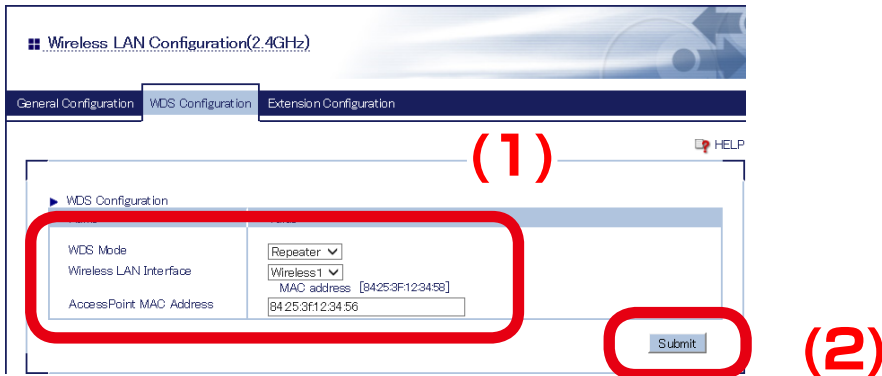 Wireless LAN Configuration(2.4GHz)
General Configuration WDS Configuration Extension Configuration
(1)
HELP
WDS Configuration
WDS Mode Repeater
Wireless LAN Interface Wireless1
MAC address [84:25:3F:12:34:58]
AccessPoint MAC Address 84:25:3f:12:34:56
Submit
(2)